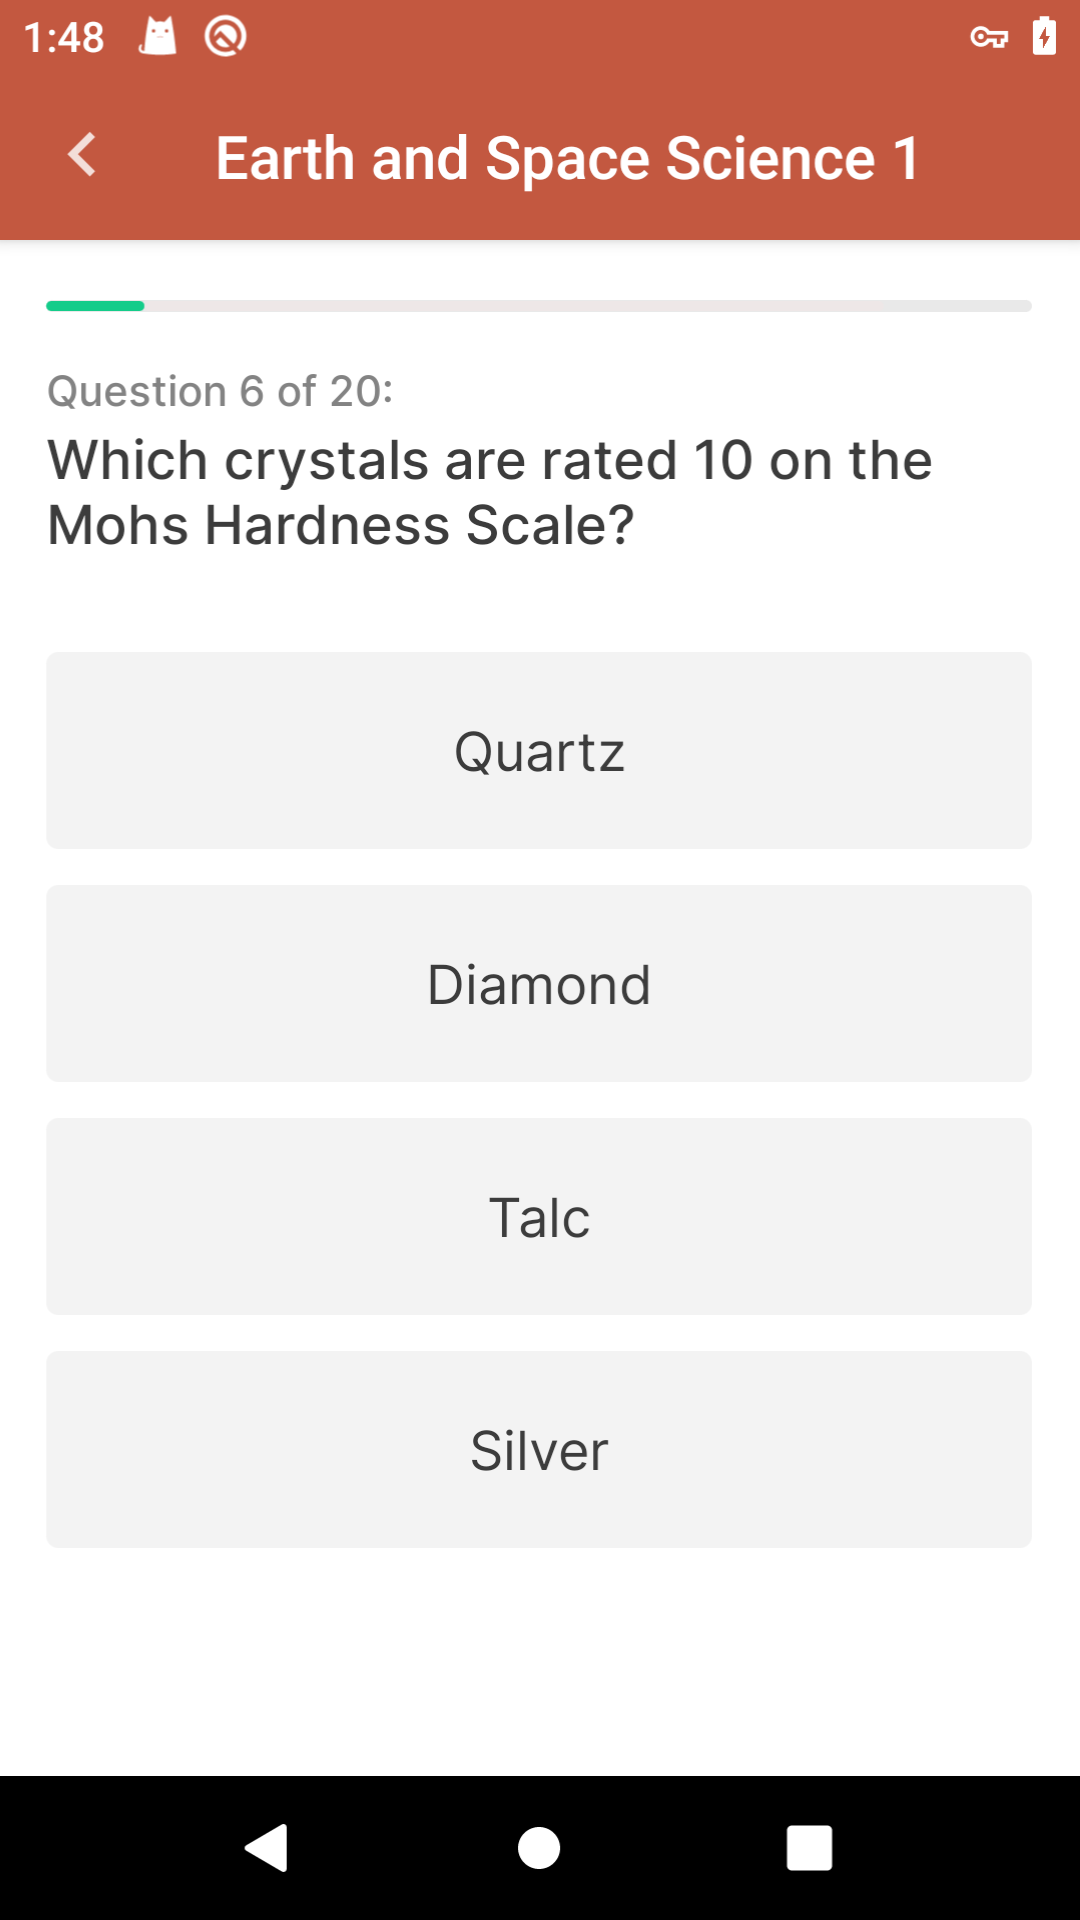 1:48
Earth and Space Science 1
Question 6 of 20:
Which crystals are rated 10 on the
Mohs Hardness Scale?
Quartz
Diamond
Talc
Silver